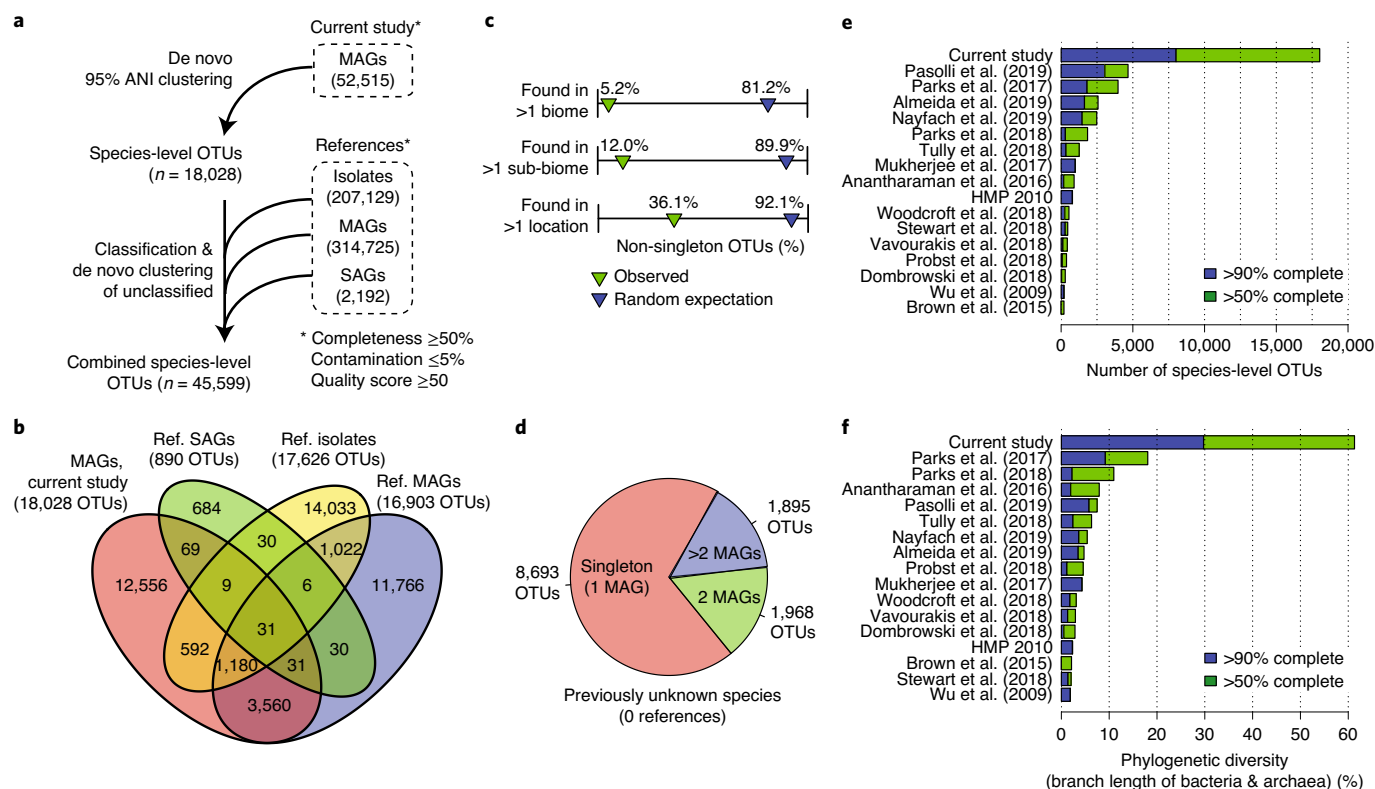 a
Current study*
MAGs
(52,515)
De novo
95% ANI clustering
Species-level OTUs
(n = 18,028)
References*
Isolates
(207,129)
MAGs
(314,725)
SAGs
(2,192)
Classification &
de novo clustering
of unclassified
Combined species-level
OTUs (n = 45,599)
* Completeness ≥50%
Contamination ≤5%
Quality score ≥50
b
MAGs,
current study
(18,028 OTUs)
Ref. SAGs
(890 OTUs)
Ref. isolates
(17,626 OTUs)
Ref. MAGs
(16,903 OTUs)
684
14,033
69
30
1,022
12,556
9
6
11,766
31
592
30
1,180
31
3,560
c
Found in
>1 biome
5.2%
81.2%
Found in
>1 sub-biome
12.0%
89.9%
Found in
>1 location
36.1%
92.1%
Non-singleton OTUs (%)
Observed
Random expectation
d
1,895
OTUs
>2 MAGs
8,693
OTUs
Singleton
(1 MAG)
2 MAGs
1,968
OTUs
Previously unknown species
(0 references)
e
Current study
Pasolli et al. (2019)
Parks et al. (2017)
Almeida et al. (2019)
Nayfach et al. (2019)
Parks et al. (2018)
Tully et al. (2018)
Mukherjee et al. (2017)
Anantharaman et al. (2016)
HMP 2010
Woodcroft et al. (2018)
Stewart et al. (2018)
Vavourakis et al. (2018)
Probst et al. (2018)
Dombrowski et al. (2018)
Wu et al. (2009)
Brown et al. (2015)
>90% complete
>50% complete
0 5,000 10,000 15,000 20,000
Number of species-level OTUs
f
Current study
Parks et al. (2017)
Parks et al. (2018)
Anantharaman et al. (2016)
Pasolli et al. (2019)
Tully et al. (2018)
Nayfach et al. (2019)
Almeida et al. (2019)
Probst et al. (2018)
Mukherjee et al. (2017)
Woodcroft et al. (2018)
Vavourakis et al. (2018)
Dombrowski et al. (2018)
HMP 2010
Brown et al. (2015)
Stewart et al. (2018)
Wu et al. (2009)
>90% complete
>50% complete
0 10 20 30 40 50 60
Phylogenetic diversity
(branch length of bacteria & archaea) (%)